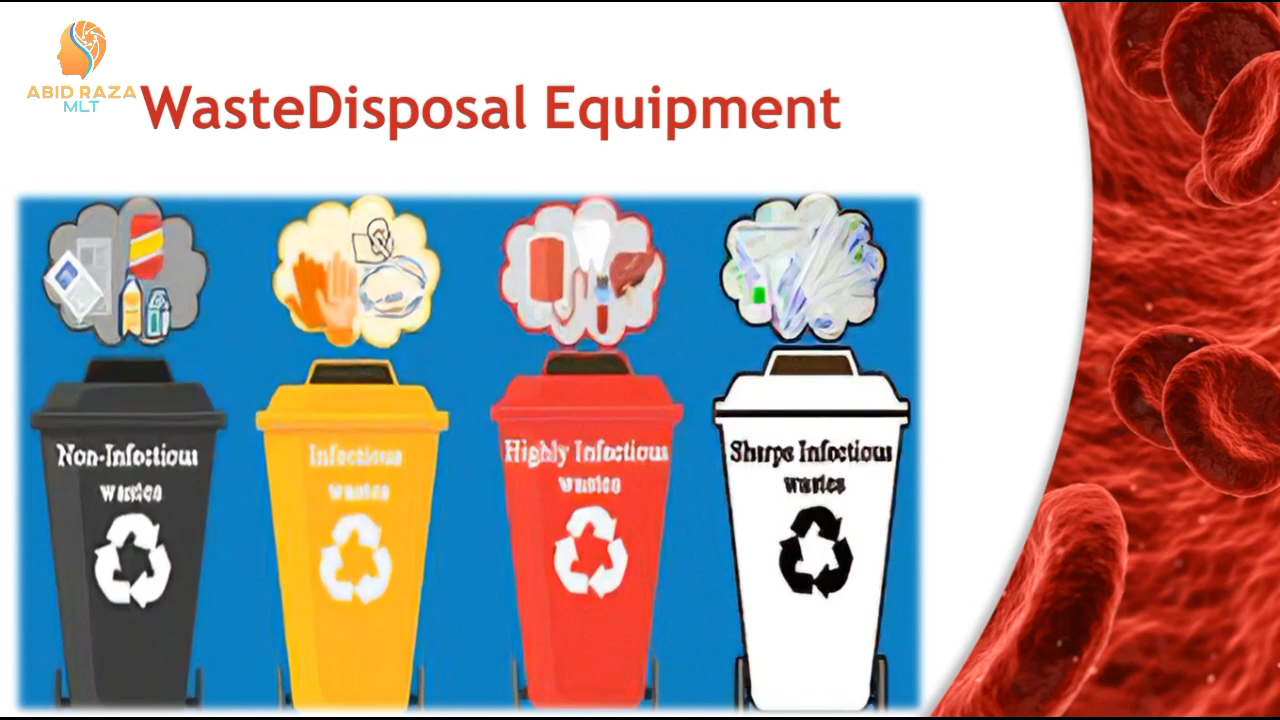 ABID RAZA
MLT
WasteDisposal Equipment
Non-Infectious
wastes
Infectious
wastes
Highly Infectious
wastes
Sharps Infectious
wastes